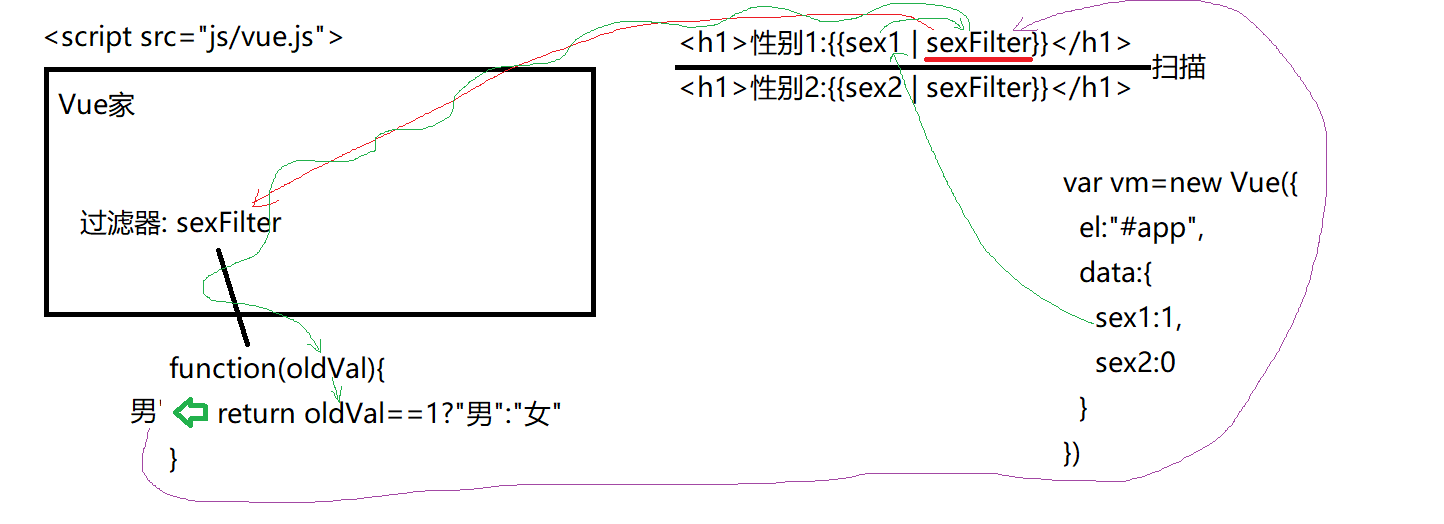 <script src="js/vue.js">
Vue家
过滤器: sexFilter
function(oldVal){
男'
return oldVal==1?"男":"女"
}
<h1>性别1:{{sex1 | sexFilter}}</h1>
扫描
<h1>性别2:{{sex2 | sexFilter}}</h1>
var vm=new Vue({
el:"#app",
data:{
sex1:1,
sex2:0
}
})